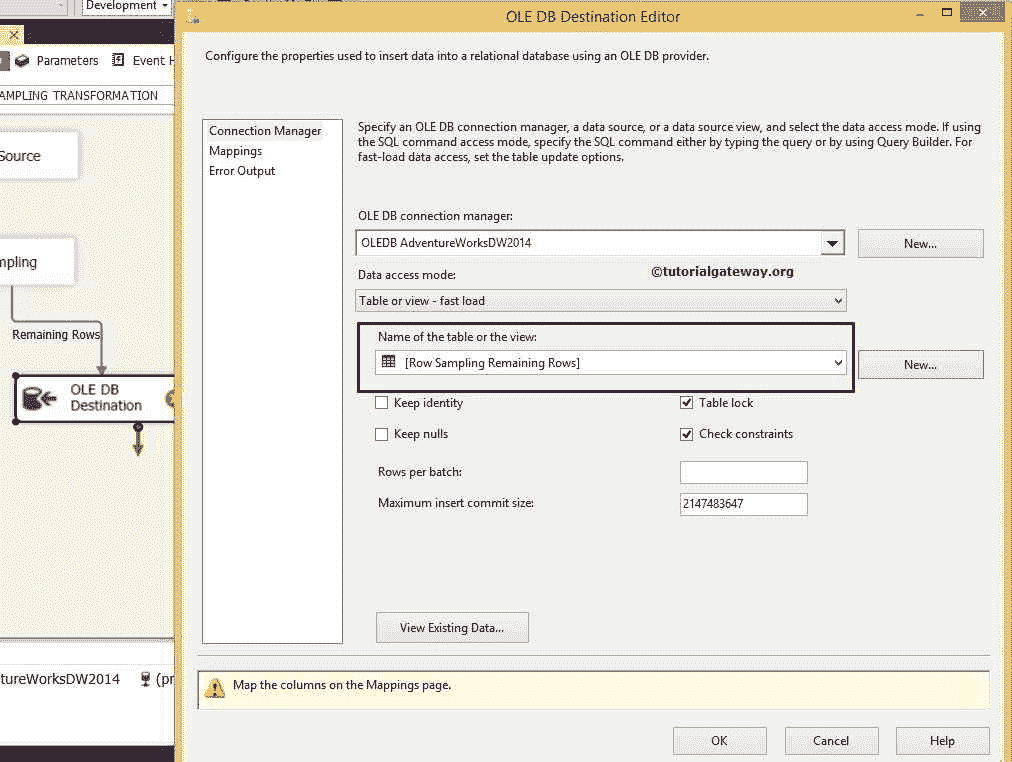 Development
OLE DB Destination Editor
Parameters
Event H
AMPLING TRANSFORMATION
Source
mpling
Remaining Rows
OLE DB
Destination
tureWorksDW2014
(pr
Configure the properties used to insert data into a relational database using an OLE DB provider.
Connection Manager
Mappings
Error Output
Specify an OLE DB connection manager, a data source, or a data source view, and select the data access mode. If using
the SQL command access mode, specify the SQL command either by typing the query or by using Query Builder. For
fast-load data access, set the table update options.
OLE DB connection manager:
OLEDB AdventureWorksDW2014
New...
Data access mode:
©tutorialgateway.org
Table or view - fast load
Name of the table or the view:
[Row Sampling Remaining Rows]
New...
Keep identity
Table lock
Keep nulls
Check constraints
Rows per batch:
Maximum insert commit size:
2147483647
View Existing Data...
Map the columns on the Mappings page.
OK
Cancel
Help